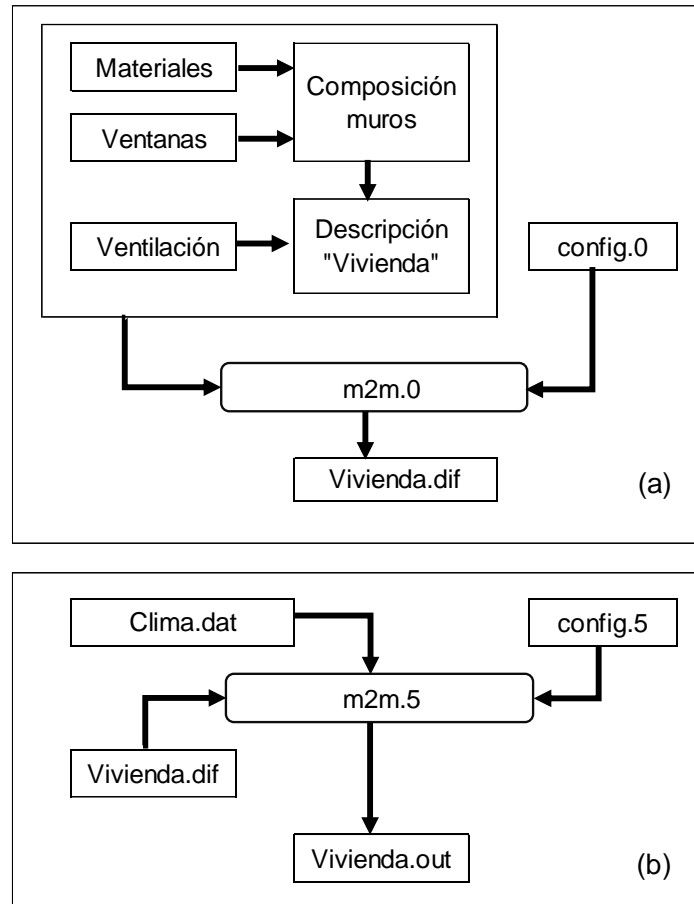 Materiales
Composición
muros
Ventanas
Ventilación
Descripción
"Vivienda"
config.0
m2m.0
Vivienda.dif
(a)
Clima.dat
config.5
m2m.5
Vivienda.dif
Vivienda.out
(b)